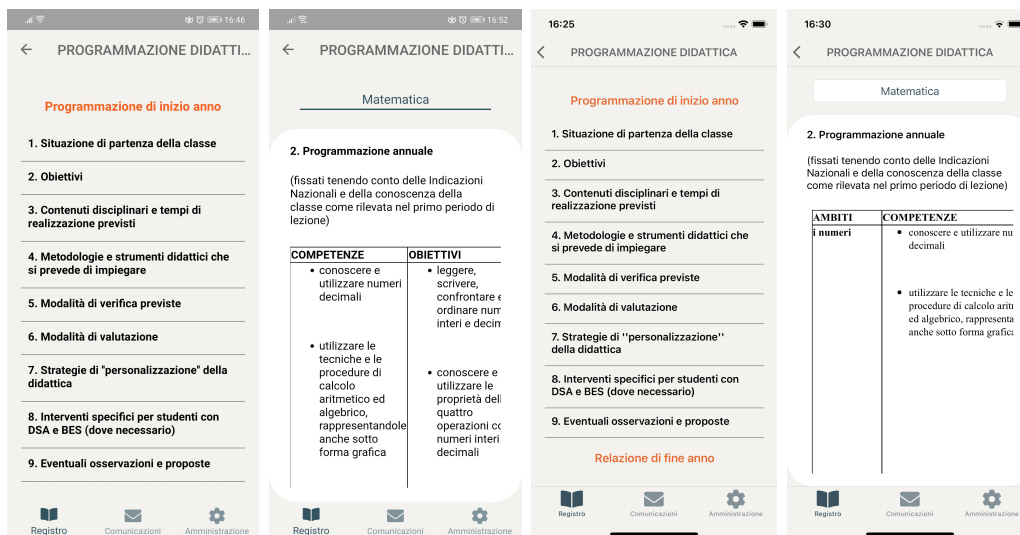 16:46
PROGRAMMAZIONE DIDATTI...
Programmazione di inizio anno
1. Situazione di partenza della classe
2. Obiettivi
3. Contenuti disciplinari e tempi di
realizzazione previsti
4. Metodologie e strumenti didattici che
si prevede di impiegare
5. Modalità di verifica previste
6. Modalità di valutazione
7. Strategie di "personalizzazione" della
didattica
8. Interventi specifici per studenti con
DSA e BES (dove necessario)
9. Eventuali osservazioni e proposte
Registro
Comunicazioni
Amministrazione
16:52
PROGRAMMAZIONE DIDATTI...
Matematica
2. Programmazione annuale
(fissati tenendo conto delle Indicazioni
Nazionali e della conoscenza della
classe come rilevata nel primo periodo di
lezione)
COMPETENZE
• conoscere e
utilizzare numeri
decimali
• utilizzare le
tecniche e le
procedure di
calcolo
aritmetico ed
algebrico,
rappresentandole
anche sotto
forma grafica
OBIETTIVI
• leggere,
scrivere,
confrontare e
ordinare num
interi e decim
• conoscere e
utilizzare le
proprietà dell
quattro
operazioni co
numeri interi
decimali
Registro
Comunicazioni
Amministrazione
16:25
PROGRAMMAZIONE DIDATTICA
Programmazione di inizio anno
1. Situazione di partenza della classe
2. Obiettivi
3. Contenuti disciplinari e tempi di
realizzazione previsti
4. Metodologie e strumenti didattici che
si prevede di impiegare
5. Modalità di verifica previste
6. Modalità di valutazione
7. Strategie di ''personalizzazione''
della didattica
8. Interventi specifici per studenti con
DSA e BES (dove necessario)
9. Eventuali osservazioni e proposte
Relazione di fine anno
Registro
Comunicazioni
Amministrazione
16:30
PROGRAMMAZIONE DIDATTICA
Matematica
2. Programmazione annuale
(fissati tenendo conto delle Indicazioni
Nazionali e della conoscenza della classe
come rilevata nel primo periodo di lezione)
AMBITI
COMPETENZE
i numeri
• conoscere e utilizzare nu
decimali
• utilizzare le tecniche e le
procedure di calcolo arit
ed algebrico, rappresenta
anche sotto forma grafica
Registro
Comunicazioni
Amministrazione